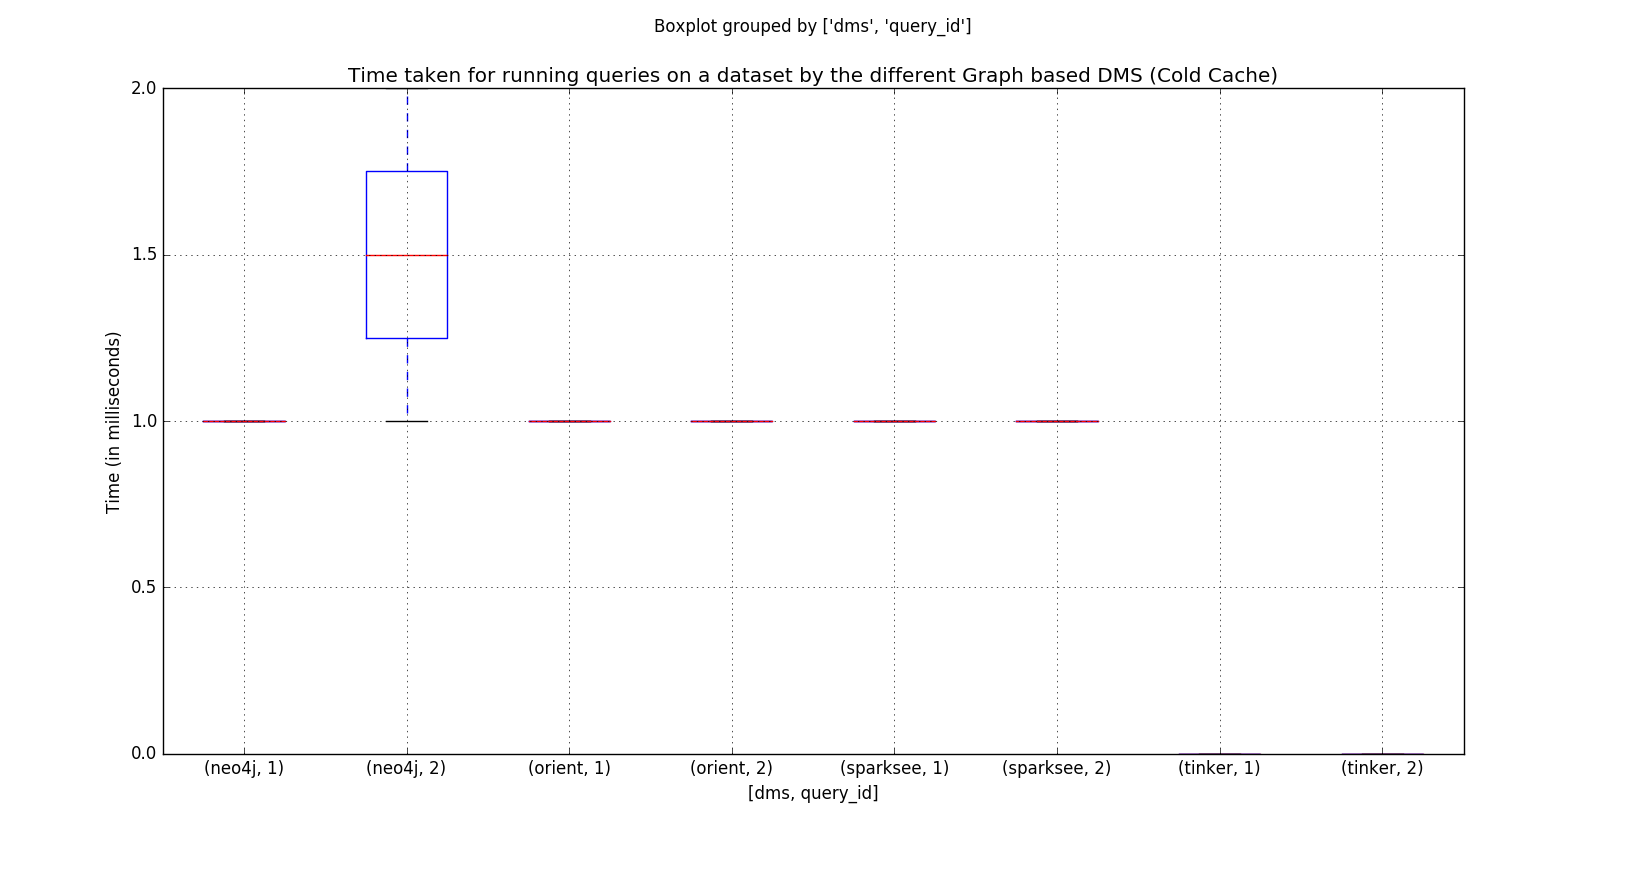 Boxplot grouped by ['dms', 'query_id']
Time taken for running queries on a dataset by the different Graph based DMS (Cold Cache)
2.0
1.5
1.0
0.5
0.0
Time (in milliseconds)
(neo4j, 1) (neo4j, 2) (orient, 1) (orient, 2) (sparksee, 1) (sparksee, 2) (tinker, 1) (tinker, 2)
[dms, query_id]